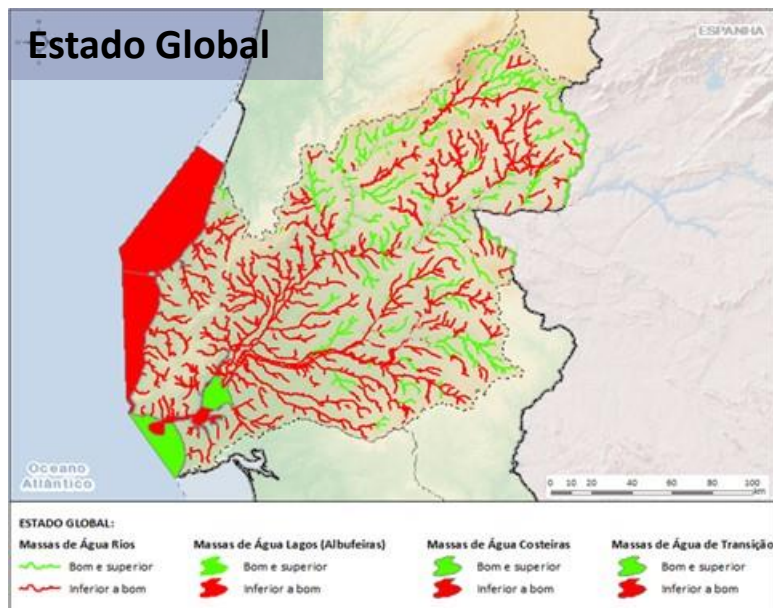 Estado Global
ESPANHA
Oceano
Atlântico
0 10 20 40 60 80 100
km
ESTADO GLOBAL:
Massas de Água Rios
Bom e superior
Inferior a bom
Massas de Água Lagos (Albufeiras)
Bom e superior
Inferior a bom
Massas de Água Costeiras
Bom e superior
Inferior a bom
Massas de Água de Transição
Bom e superior
Inferior a bom